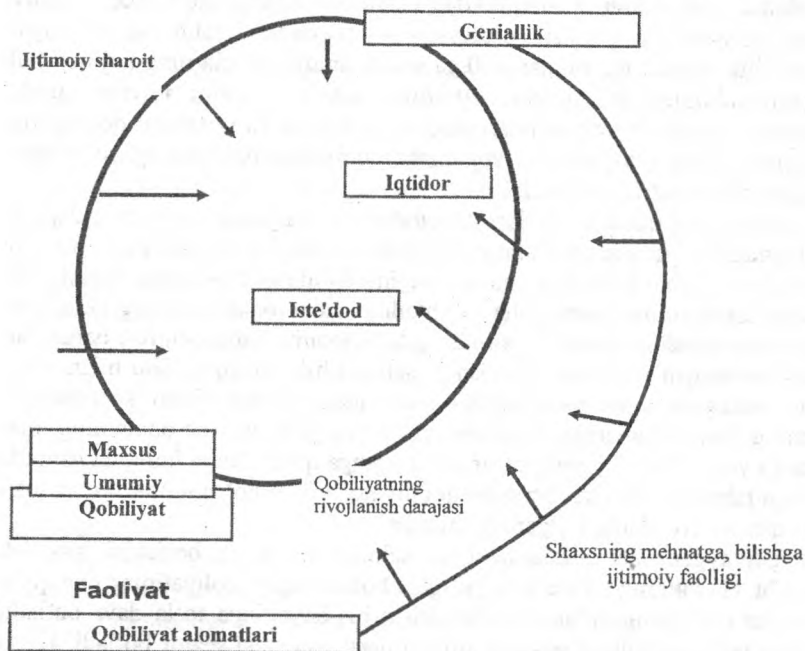 Geniallik
Ijtimoiy sharoit
Iqtidor
Iste'dod
Maxsus
Umumiy
Qobiliyat
Qobiliyatning
rivojlanish darajasi
Shaxsning mehnatga, bilishga
ijtimoiy faolligi
Faoliyat
Qobiliyat alomatlari